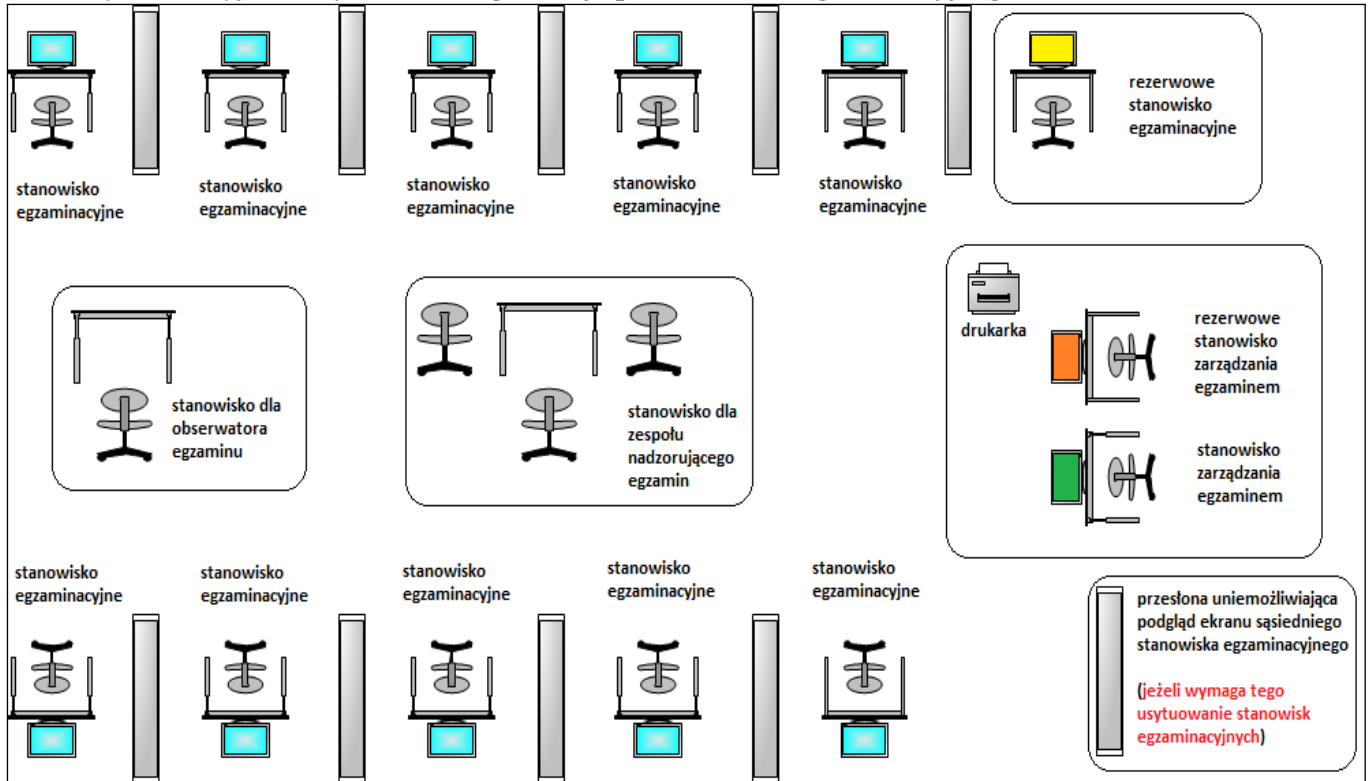 stanowisko
egzaminacyjne
stanowisko
egzaminacyjne
stanowisko
egzaminacyjne
stanowisko
egzaminacyjne
stanowisko
egzaminacyjne
rezerwowe
stanowisko
egzaminacyjne
stanowisko dla
obserwatora
egzaminu
stanowisko dla
zespołu
nadzorującego
egzamin
drukarka
rezerwowe
stanowisko
zarządzania
egzaminem
stanowisko
zarządzania
egzaminem
stanowisko
egzaminacyjne
stanowisko
egzaminacyjne
stanowisko
egzaminacyjne
stanowisko
egzaminacyjne
stanowisko
egzaminacyjne
przesłona uniemożliwiająca
podgląd ekranu sąsiedniego
stanowiska egzaminacyjnego
(jeżeli wymaga tego
usytuowanie stanowisk
egzaminacyjnych)